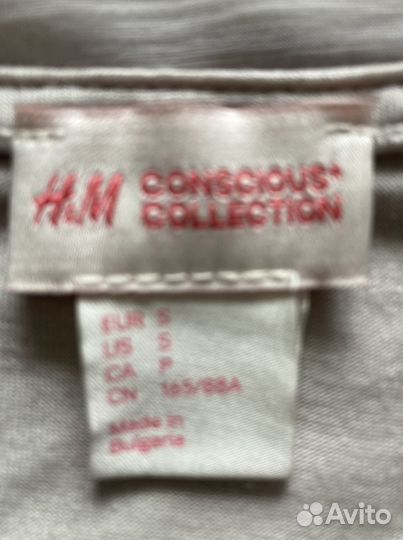 H&M CONSCIOUS+
COLLECTION
EUR S
US S
CA P
CN 165/88A
Made in
Bulgaria
Avito